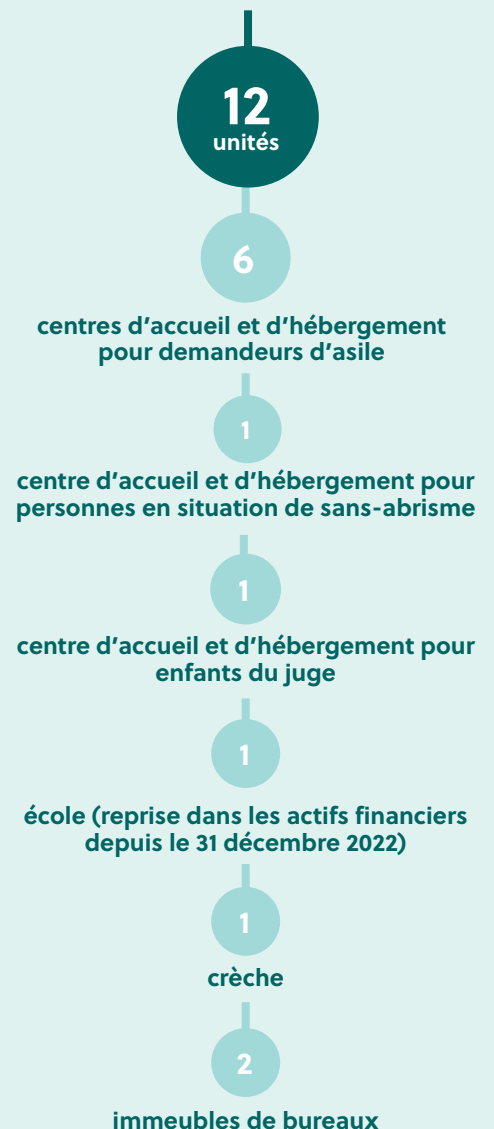 12
unités
6
centres d’accueil et d’hébergement
pour demandeurs d’asile
1
centre d’accueil et d’hébergement pour
personnes en situation de sans-abrisme
1
centre d’accueil et d’hébergement pour
enfants du juge
1
école (reprise dans les actifs financiers
depuis le 31 décembre 2022)
1
crèche
2
immeubles de bureaux